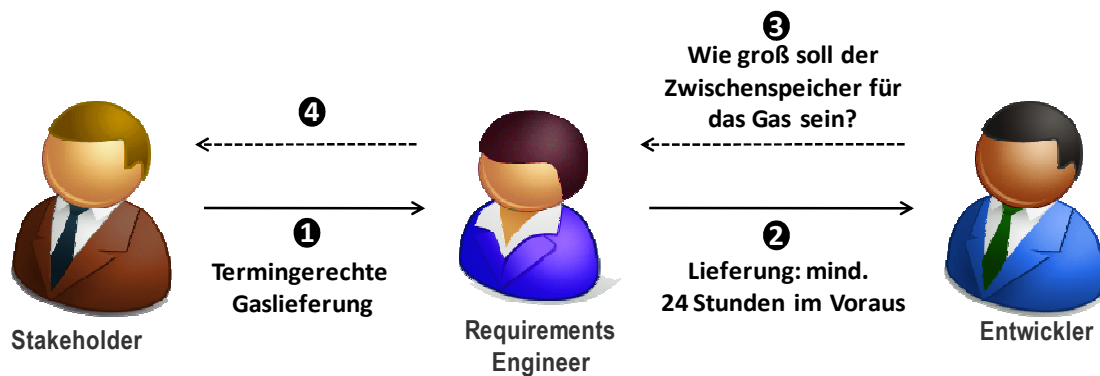 ❸
Wie groß soll der
Zwischenspeicher für
das Gas sein?
❹
❶
Termingerechte
Gaslieferung
❷
Lieferung: mind.
24 Stunden im Voraus
Stakeholder
Requirements
Engineer
Entwickler